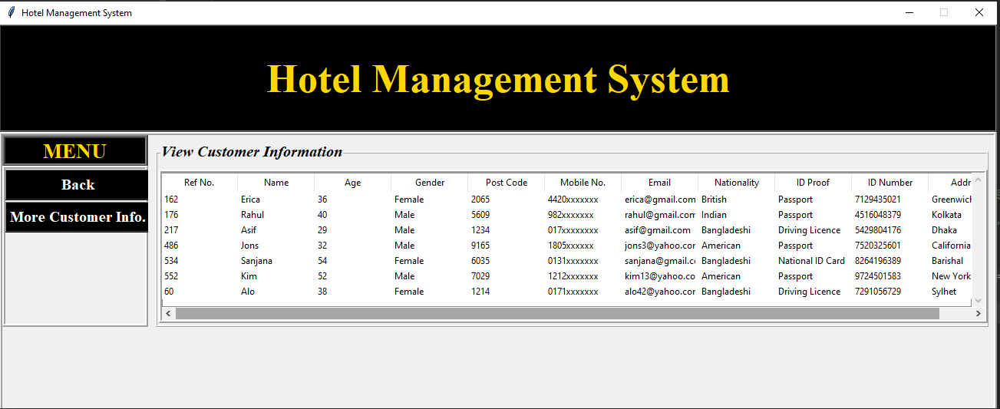 Hotel Management System
Hotel Management System
MENU
Back
More Customer Info.
View Customer Information
Ref No. Name Age Gender Post Code Mobile No. Email Nationality ID Proof ID Number Addr
162 Erica 36 Female 2065 4420xxxxxxx erica@gmail.com British Passport 7129435021 Greenwich
176 Rahul 40 Male 5609 982xxxxxxx rahul@gmail.com Indian Passport 4516048379 Kolkata
217 Asif 29 Male 1234 017xxxxxxxx asif@gmail.com Bangladeshi Driving Licence 5429804176 Dhaka
486 Jons 32 Male 9165 1805xxxxxx jons3@yahoo.com American Passport 7520325601 California
534 Sanjana 54 Female 6035 0131xxxxxxx sanjana@gmail.co Bangladeshi National ID Card 8264196389 Barishal
552 Kim 52 Male 7029 1212xxxxxxx kim13@yahoo.co American Passport 9724501583 New York
60 Alo 38 Female 1214 0171xxxxxxx alo42@yahoo.com Bangladeshi Driving Licence 7291056729 Sylhet